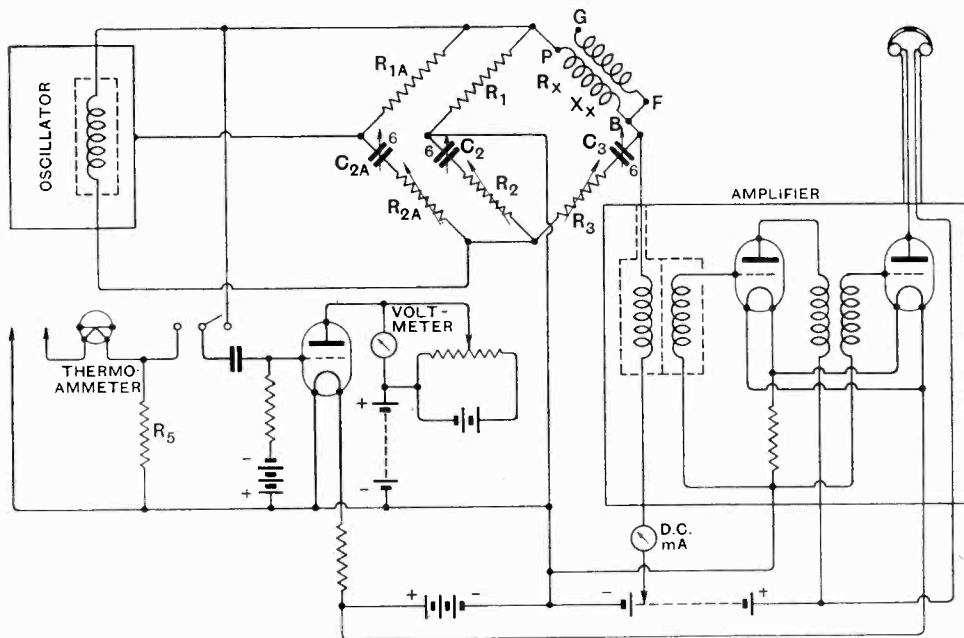 OSCILLATOR
R1A
R1
G
P
RX
XX
F
B
6
C2A
6
C2
C3
6
R2A
R2
R3
AMPLIFIER
VOLT-
METER
THERMO-
AMMETER
R5
+
-
-
+
-
D.C.
mA
+
-
-
+